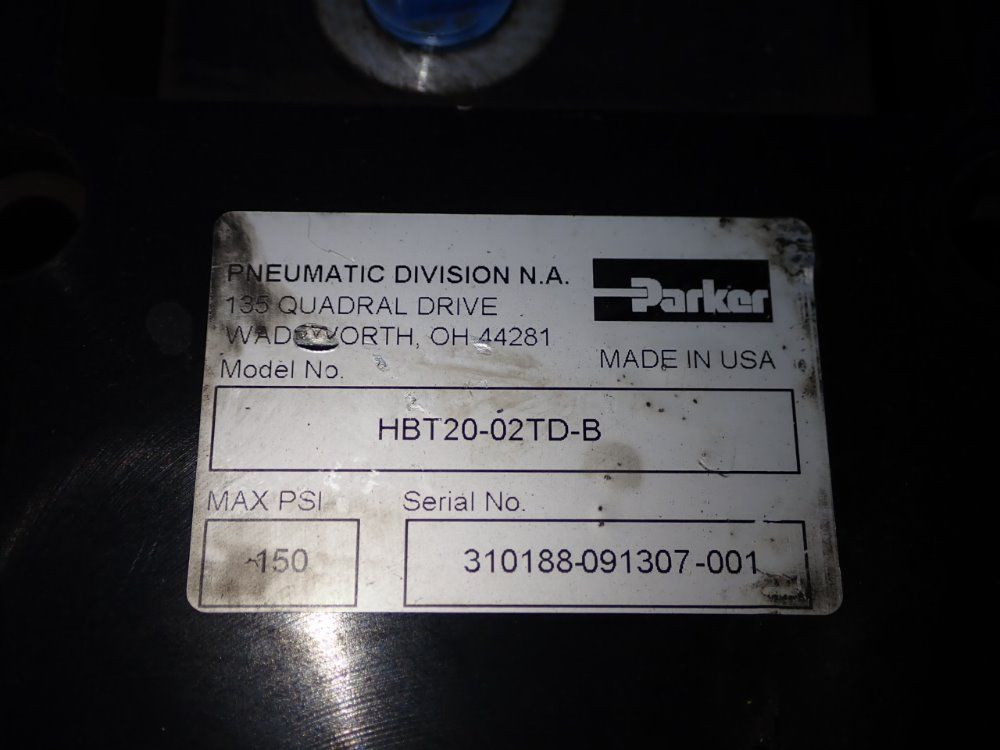 PNEUMATIC DIVISION N.A.
135 QUADRAL DRIVE
Parker
WADSWORTH, OH 44281
MADE IN USA
Model No.
HBT20-02TD-B
MAX PSI
Serial No.
150
310188-091307-001